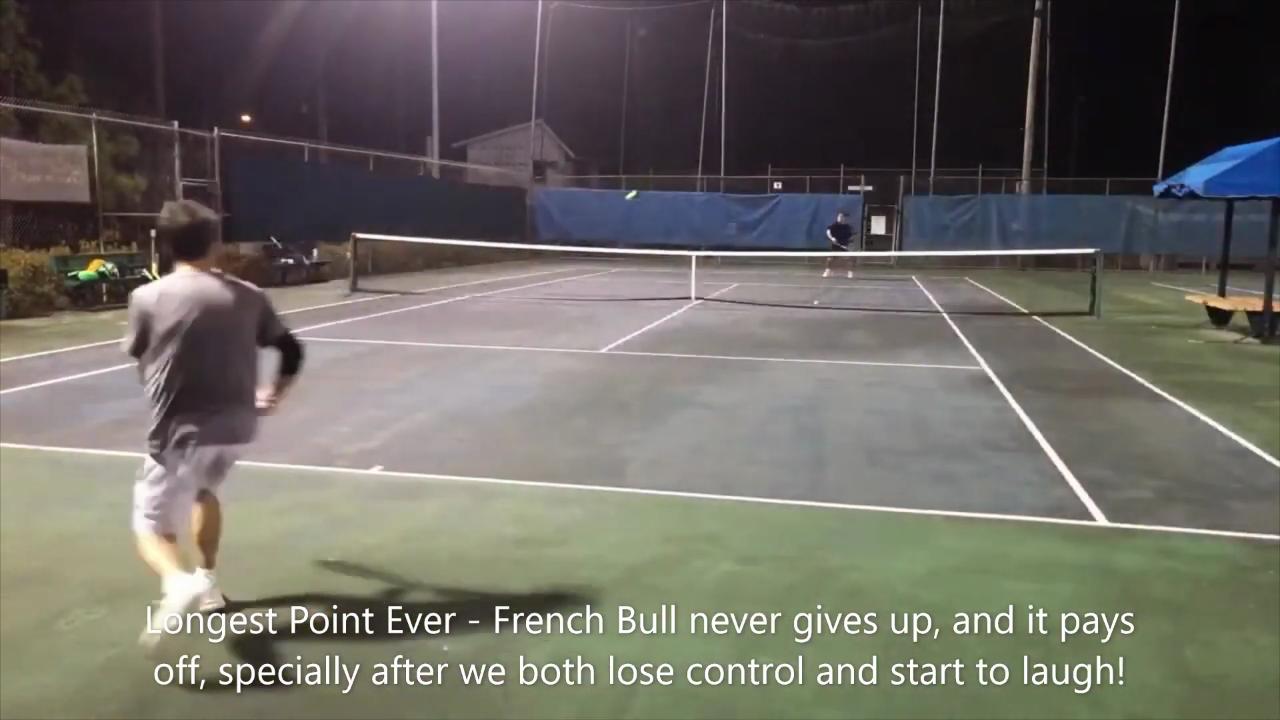 Longest Point Ever - French Bull never gives up, and it pays
off, specially after we both lose control and start to laugh!